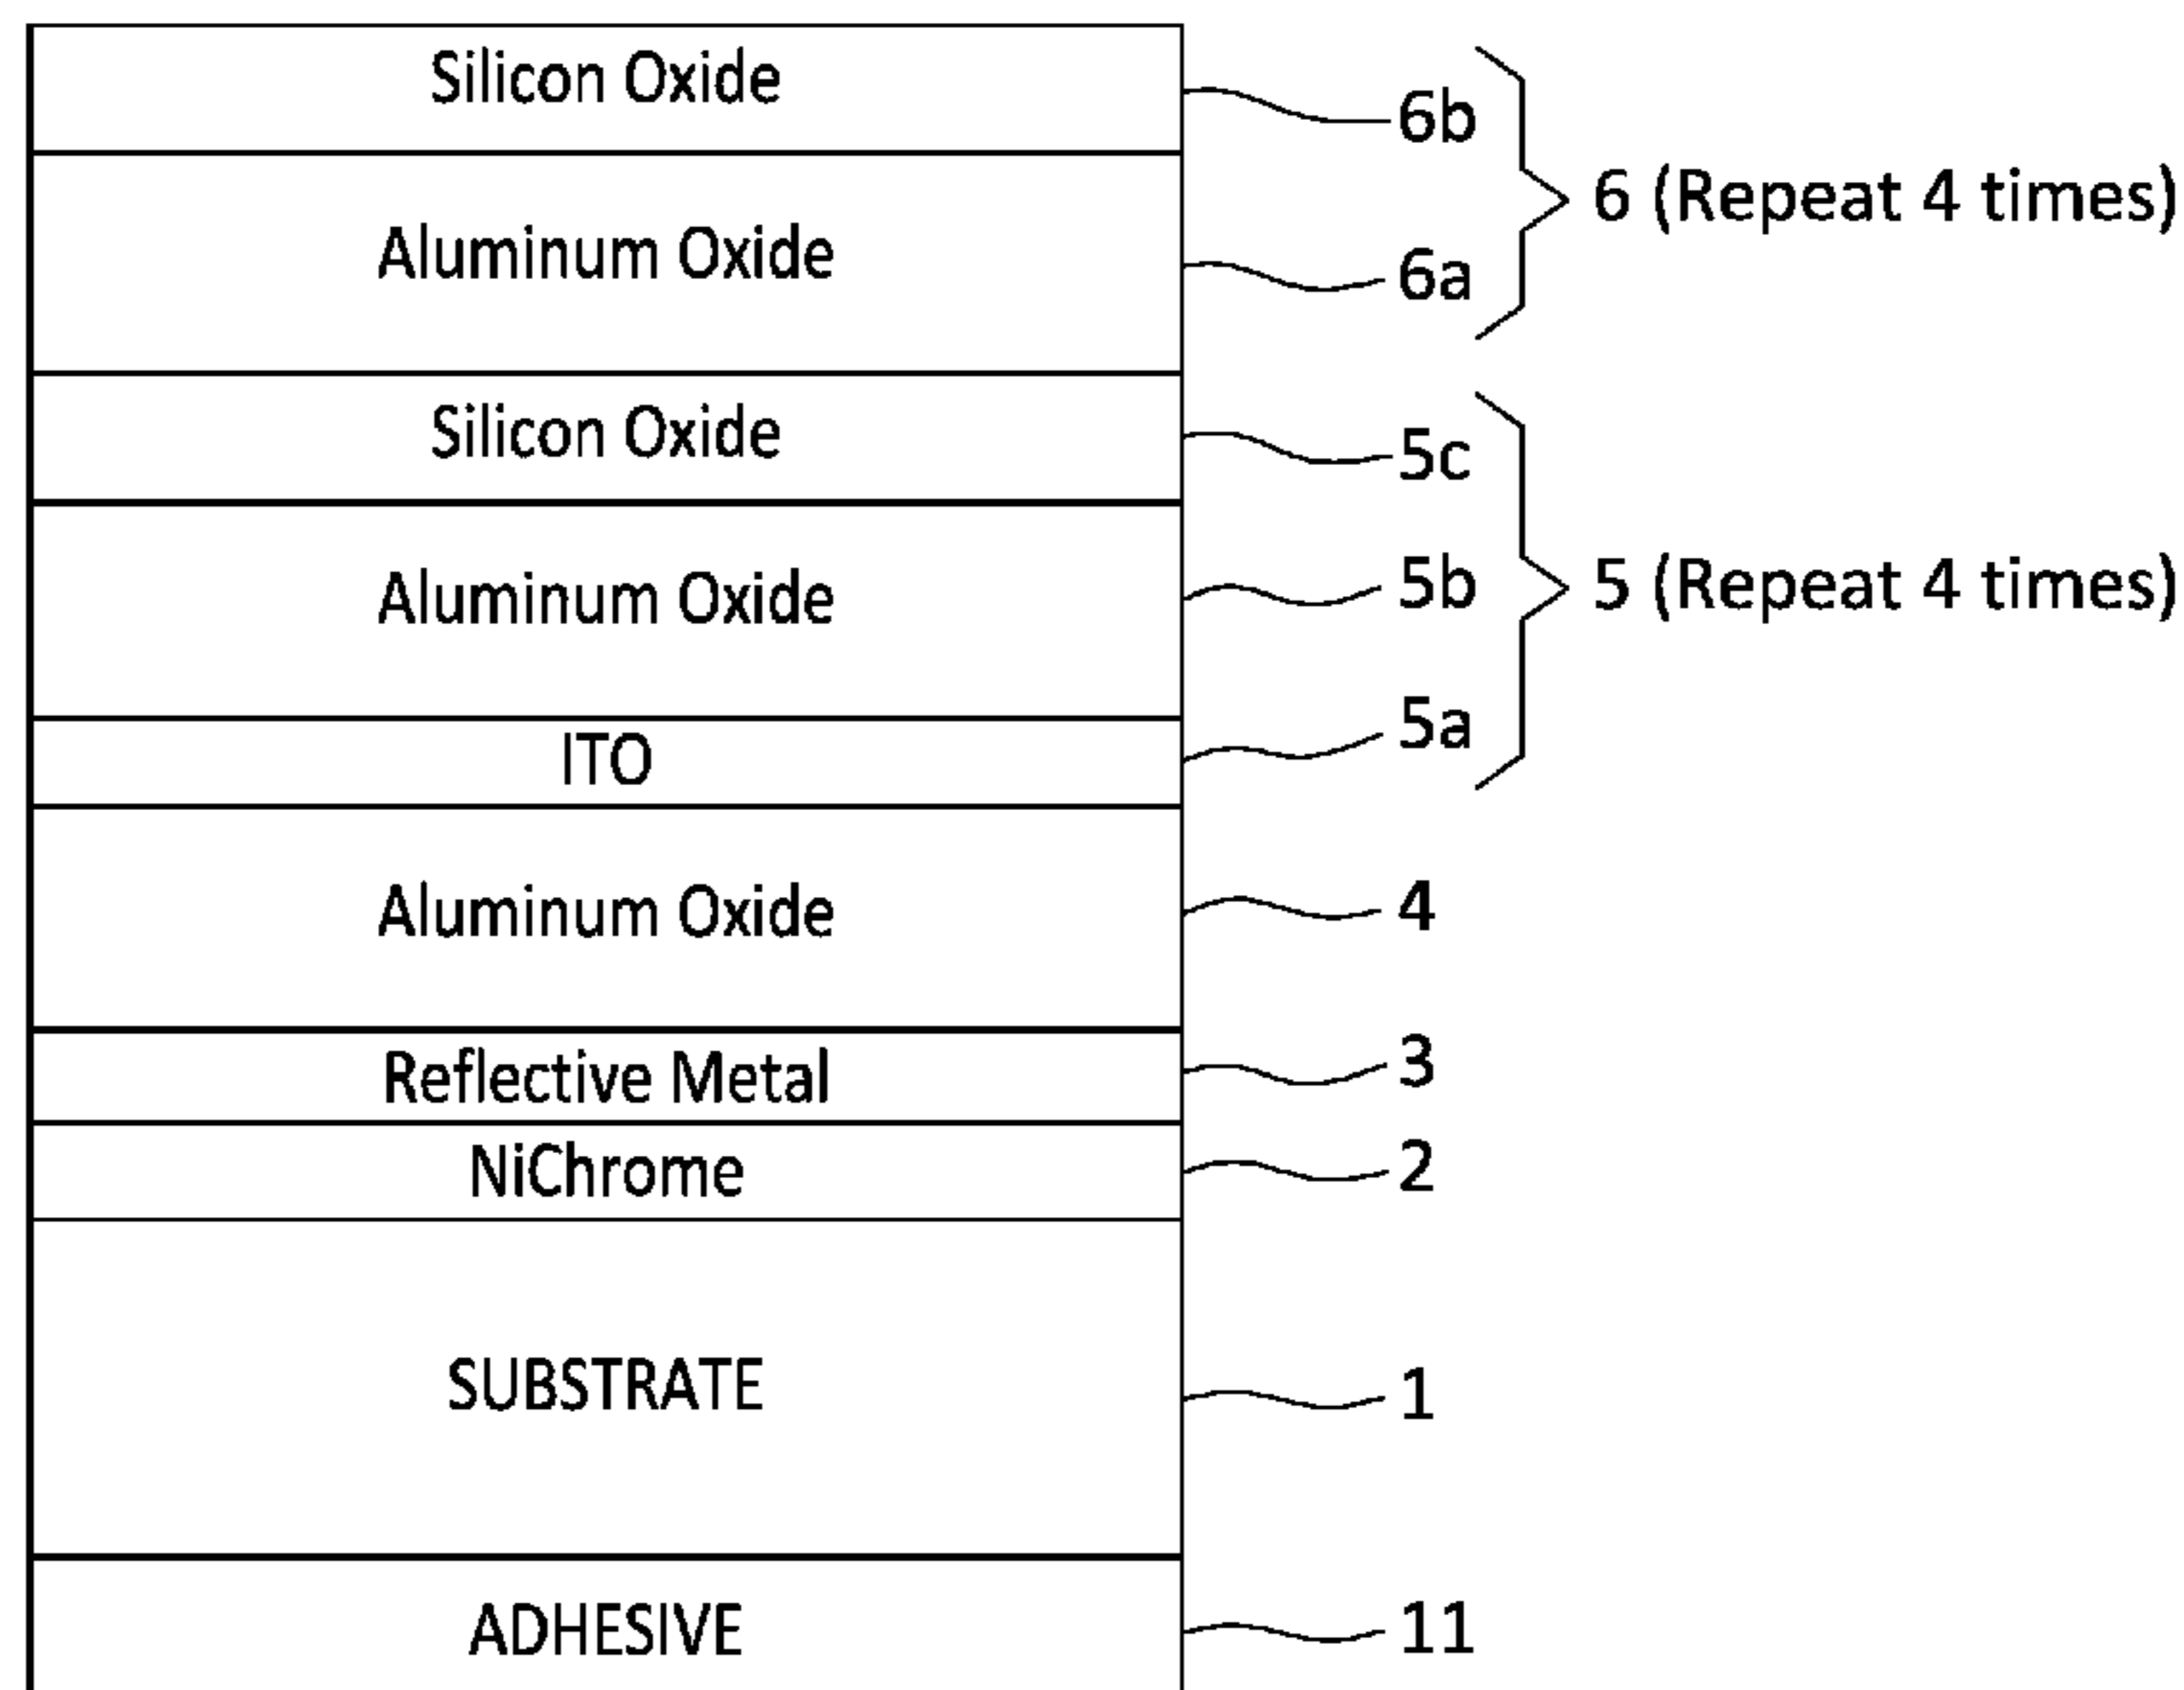 Silicon Oxide
6b
6 (Repeat 4 times)
Aluminum Oxide
6a
Silicon Oxide
5c
Aluminum Oxide
5b
5 (Repeat 4 times)
ITO
5a
Aluminum Oxide
4
Reflective Metal
3
NiChrome
2
SUBSTRATE
1
ADHESIVE
11